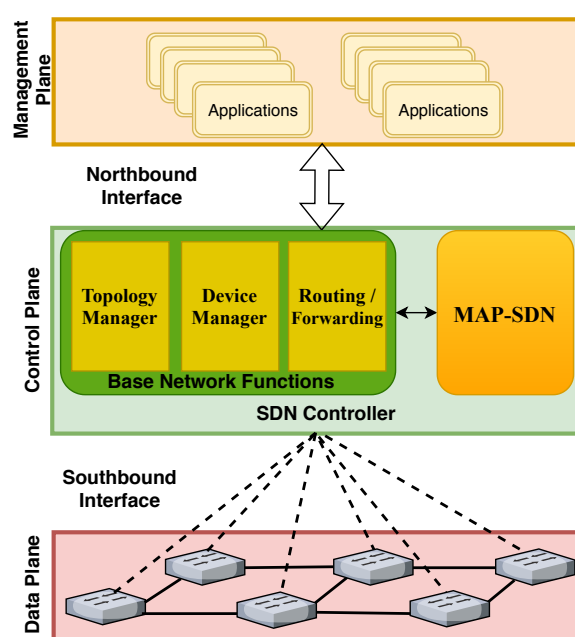 Management
Plane
Applications
Applications
Northbound
Interface
Control Plane
Topology
Manager
Device
Manager
Routing /
Forwarding
MAP-SDN
Base Network Functions
SDN Controller
Southbound
Interface
Data Plane